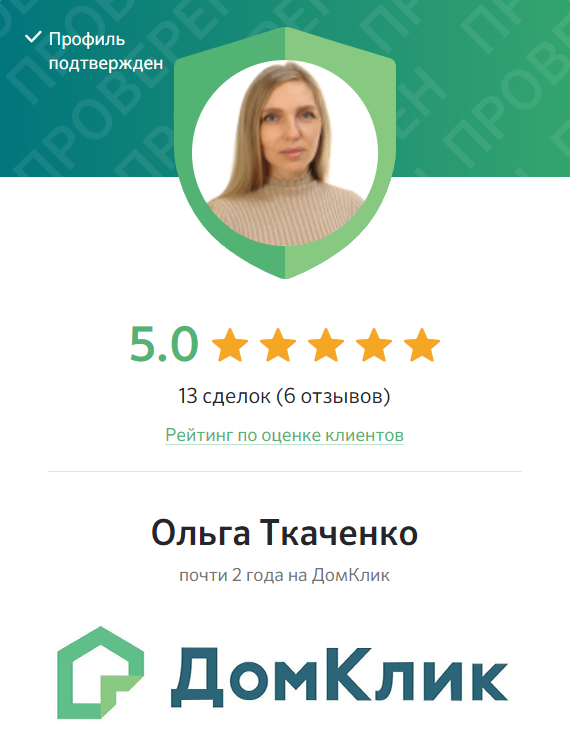 Профиль
подтвержден
ПРОВЕРЕН
5.0
13 сделок (6 отзывов)
Рейтинг по оценке клиентов
Ольга Ткаченко
почти 2 года на ДомКлик
ДомКлик